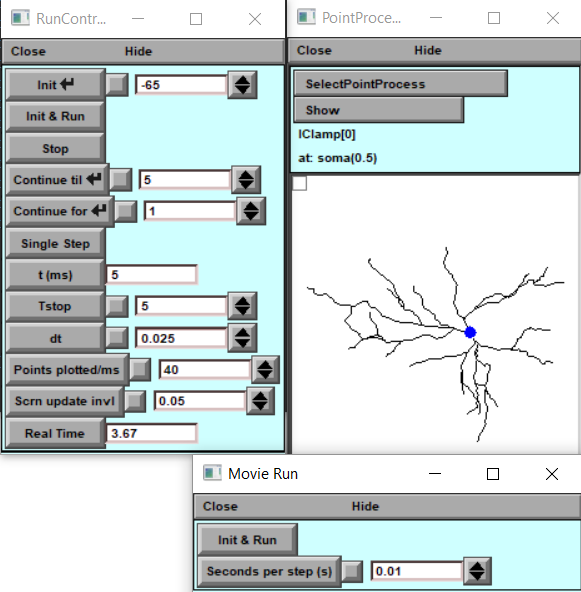 RunContr...
Close Hide
Init -65
Init & Run
Stop
Continue til 5
Continue for 1
Single Step
t (ms) 5
Tstop 5
dt 0.025
Points plotted/ms 40
Scrn update invl 0.05
Real Time 3.67
PointProce...
Close Hide
SelectPointProcess
Show
IClamp[0]
at: soma(0.5)
Movie Run
Close Hide
Init & Run
Seconds per step (s) 0.01